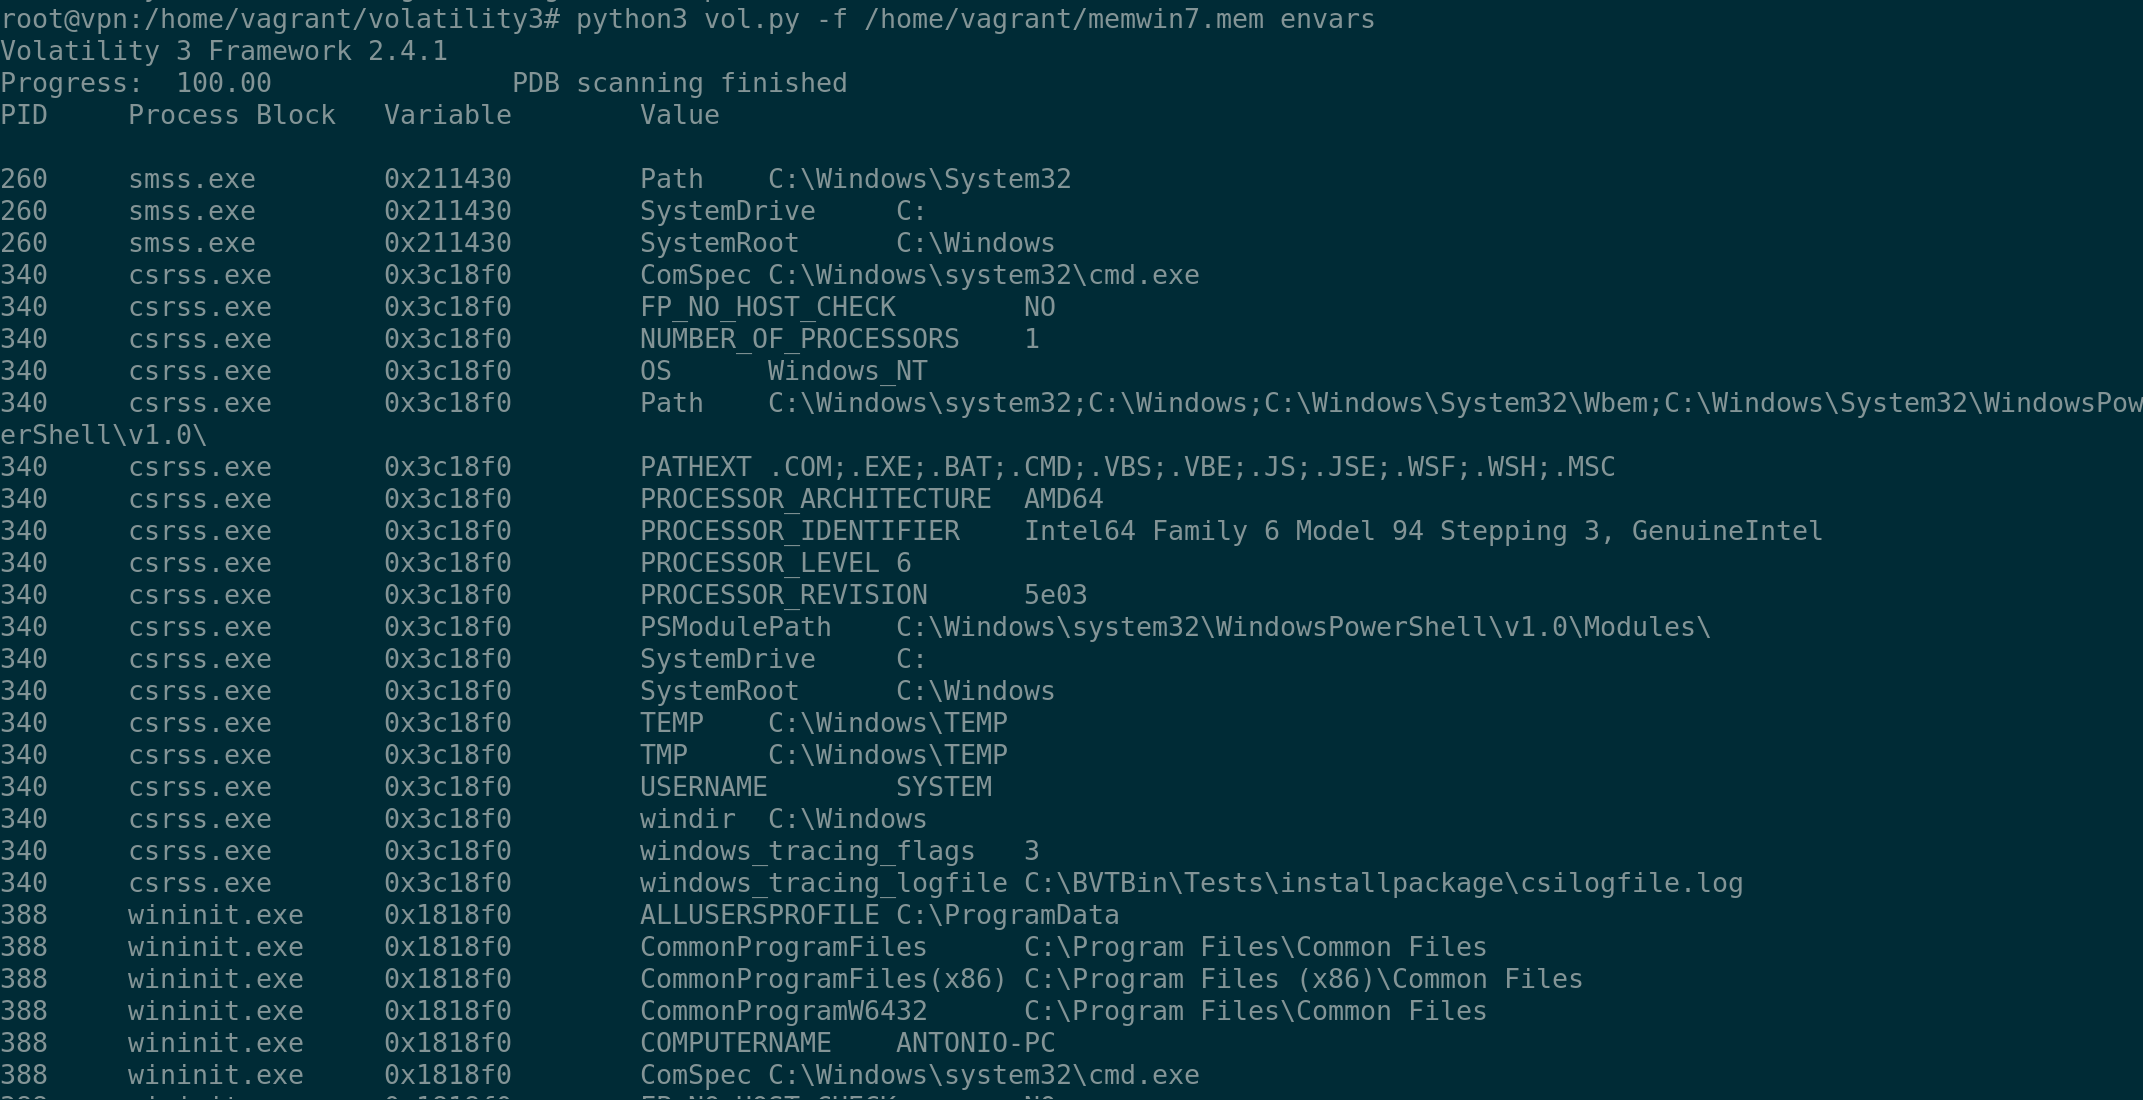 root@vpn:/home/vagrant/volatility3# python3 vol.py -f /home/vagrant/memwin7.mem envars
Volatility 3 Framework 2.4.1
Progress:  100.00               PDB scanning finished
PID     Process Block   Variable        Value
260     smss.exe        0x211430        Path    C:\Windows\System32
260     smss.exe        0x211430        SystemDrive     C:
260     smss.exe        0x211430        SystemRoot      C:\Windows
340     csrss.exe       0x3c18f0        ComSpec C:\Windows\system32\cmd.exe
340     csrss.exe       0x3c18f0        FP_NO_HOST_CHECK        NO
340     csrss.exe       0x3c18f0        NUMBER_OF_PROCESSORS    1
340     csrss.exe       0x3c18f0        OS      Windows_NT
340     csrss.exe       0x3c18f0        Path    C:\Windows\system32;C:\Windows;C:\Windows\System32\Wbem;C:\Windows\System32\WindowsPow
erShell\v1.0\
340     csrss.exe       0x3c18f0        PATHEXT .COM;.EXE;.BAT;.CMD;.VBS;.VBE;.JS;.JSE;.WSF;.WSH;.MSC
340     csrss.exe       0x3c18f0        PROCESSOR_ARCHITECTURE  AMD64
340     csrss.exe       0x3c18f0        PROCESSOR_IDENTIFIER    Intel64 Family 6 Model 94 Stepping 3, GenuineIntel
340     csrss.exe       0x3c18f0        PROCESSOR_LEVEL 6
340     csrss.exe       0x3c18f0        PROCESSOR_REVISION      5e03
340     csrss.exe       0x3c18f0        PSModulePath    C:\Windows\system32\WindowsPowerShell\v1.0\Modules\
340     csrss.exe       0x3c18f0        SystemDrive     C:
340     csrss.exe       0x3c18f0        SystemRoot      C:\Windows
340     csrss.exe       0x3c18f0        TEMP    C:\Windows\TEMP
340     csrss.exe       0x3c18f0        TMP     C:\Windows\TEMP
340     csrss.exe       0x3c18f0        USERNAME        SYSTEM
340     csrss.exe       0x3c18f0        windir  C:\Windows
340     csrss.exe       0x3c18f0        windows_tracing_flags   3
340     csrss.exe       0x3c18f0        windows_tracing_logfile C:\BVTBin\Tests\installpackage\csilogfile.log
388     wininit.exe     0x1818f0        ALLUSERSPROFILE C:\ProgramData
388     wininit.exe     0x1818f0        CommonProgramFiles      C:\Program Files\Common Files
388     wininit.exe     0x1818f0        CommonProgramFiles(x86) C:\Program Files (x86)\Common Files
388     wininit.exe     0x1818f0        CommonProgramW6432      C:\Program Files\Common Files
388     wininit.exe     0x1818f0        COMPUTERNAME    ANTONIO-PC
388     wininit.exe     0x1818f0        ComSpec C:\Windows\system32\cmd.exe